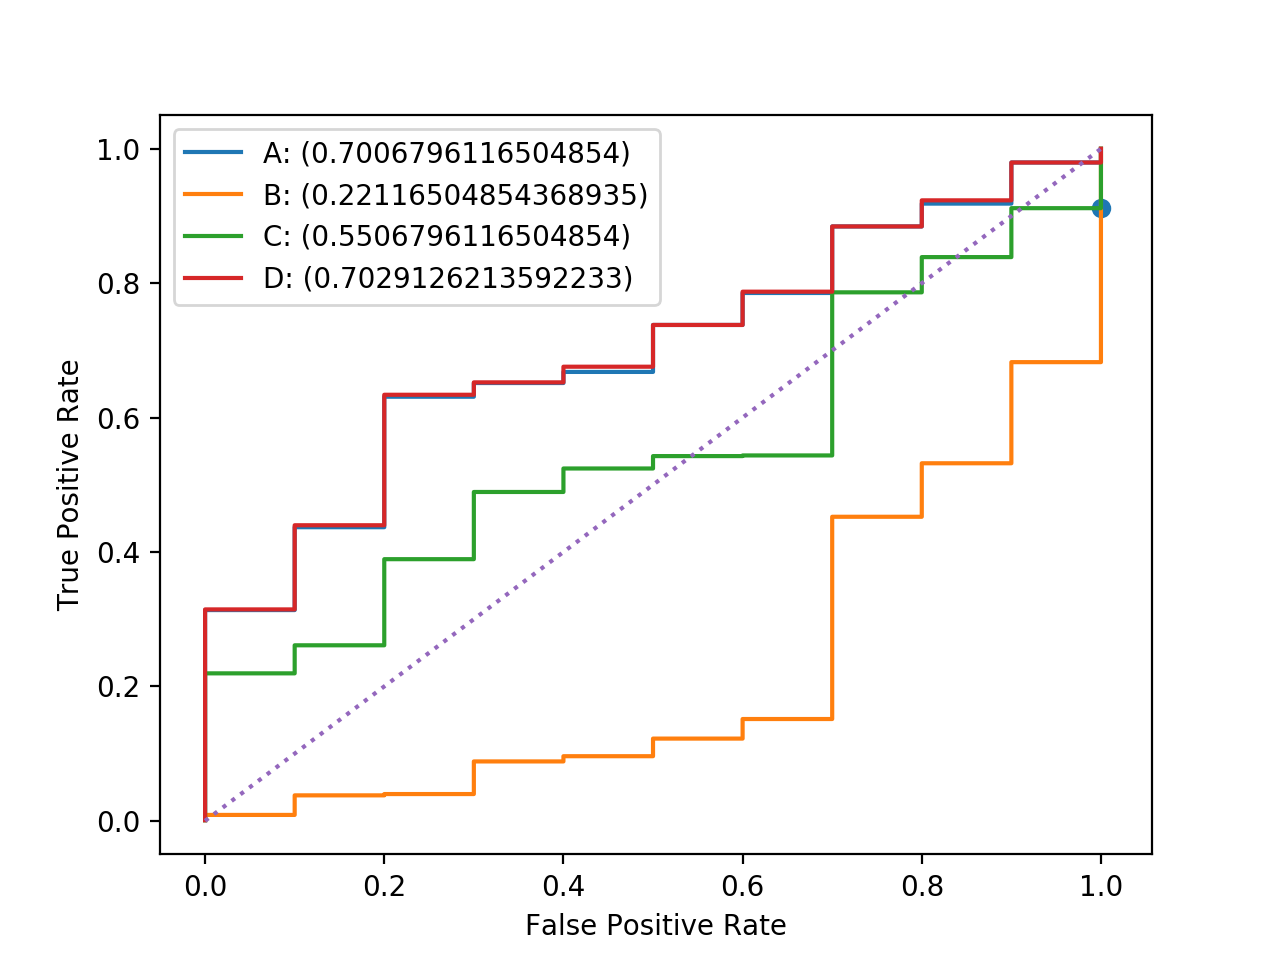 A: (0.7006796116504854)
B: (0.22116504854368935)
C: (0.5506796116504854)
D: (0.7029126213592233)
1.0
0.8
0.6
0.4
0.2
0.0
True Positive Rate
0.0 0.2 0.4 0.6 0.8 1.0
False Positive Rate